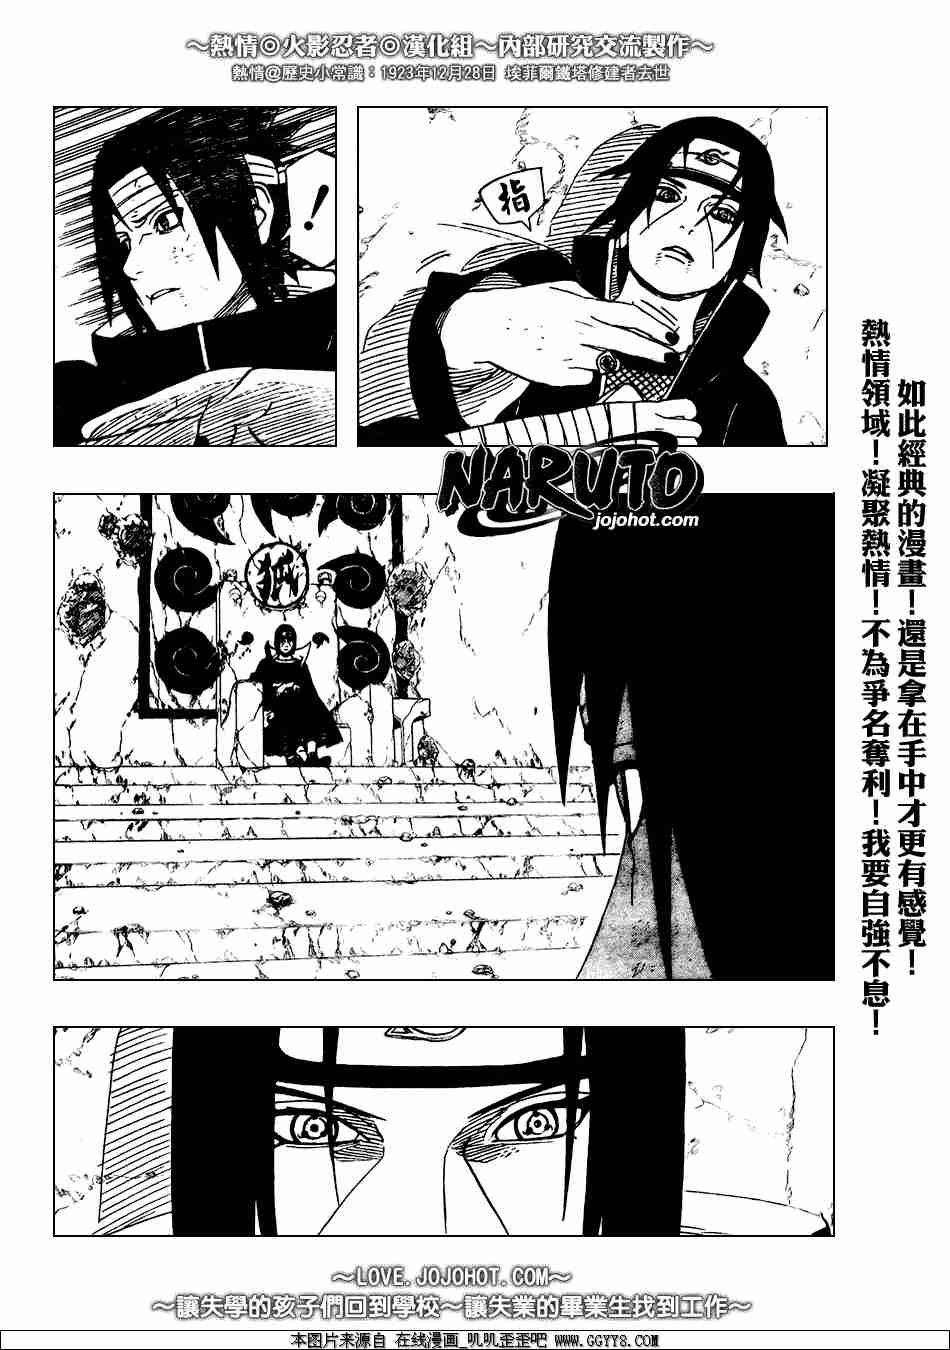 ～熱情◎火影忍者◎漢化組～內部研究交流製作～
熱情@歷史小常識：1923年12月28日 埃菲爾鐵塔修建者去世
！
指
NARUTO
jojohot.com
如此經典的漫畫！還是拿在手中才更有感覺！
熱情領域！凝聚熱情！不為爭名奪利！我要自強不息！
～LOVE.JOJOHOT.COM～
～讓失學的孩子們回到學校～讓失業的畢業生找到工作～
本图片来源自 在线漫画_叽叽歪歪吧 www.GGYY8.com